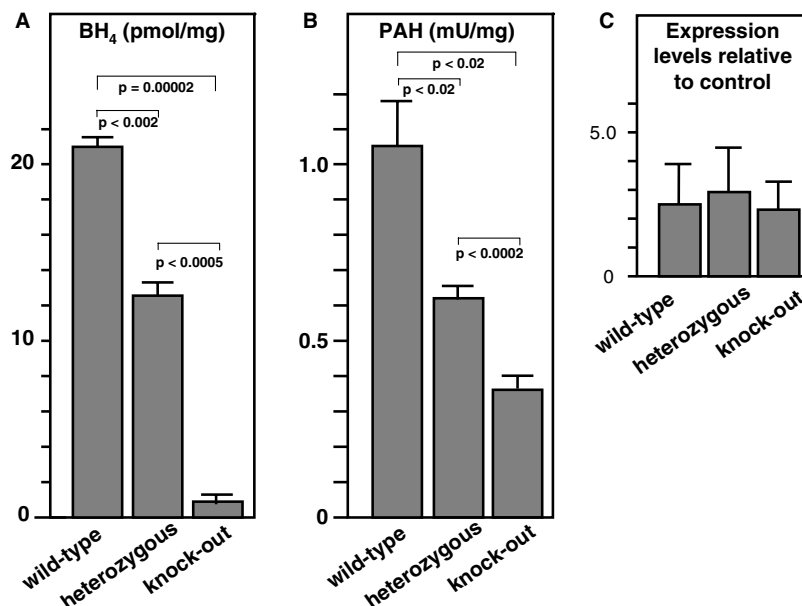 A
BH₄ (pmol/mg)
p = 0.00002
p < 0.002
p < 0.0005
20
10
0
wild-type
heterozygous
knock-out
B
PAH (mU/mg)
p < 0.02
p < 0.02
p < 0.0002
1.0
0.5
0
wild-type
heterozygous
knock-out
C
Expression
levels relative
to control
5.0
0
wild-type
heterozygous
knock-out